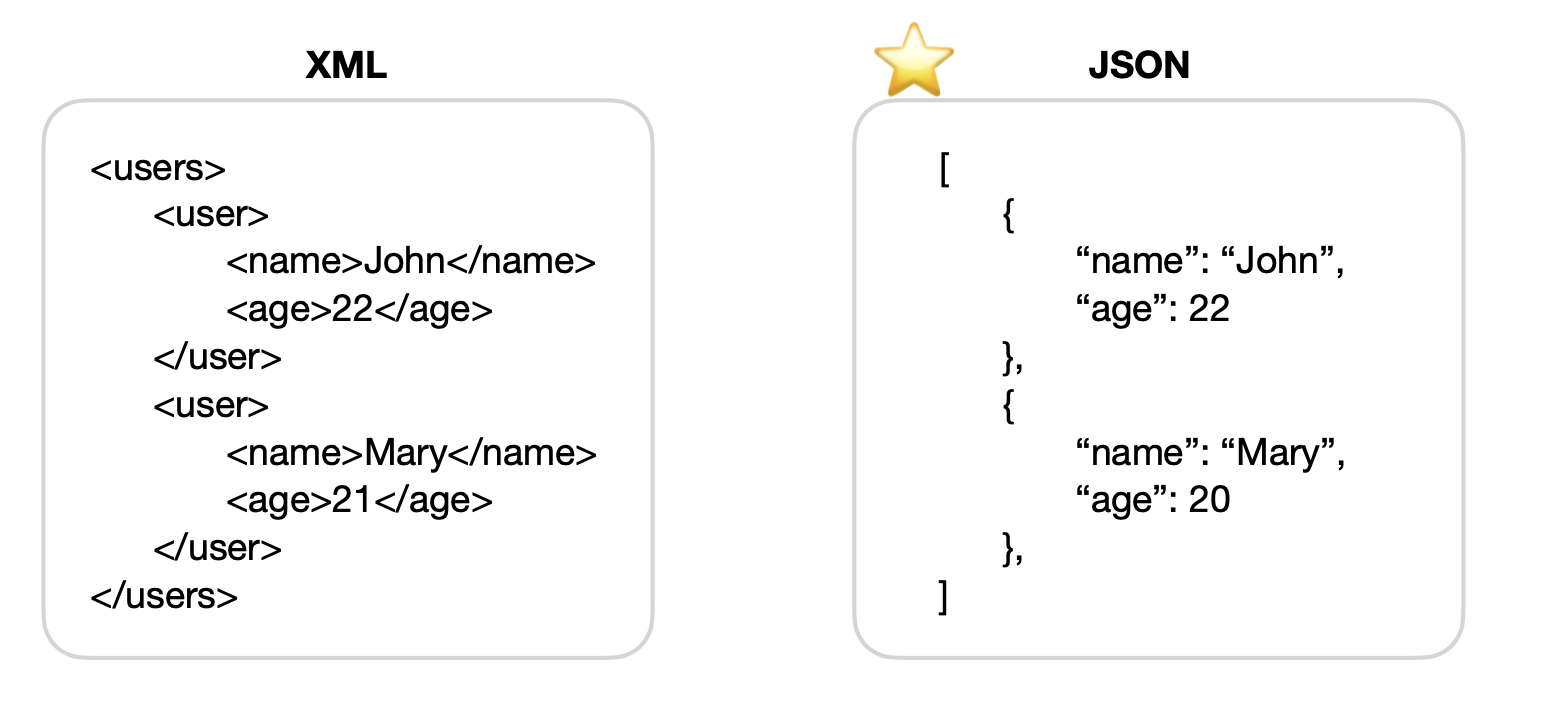 XML
<users>
<user>
<name>John</name>
<age>22</age>
</user>
<user>
<name>Mary</name>
<age>21</age>
</user>
</users>
JSON
[
{
“name”: “John”,
“age”: 22
},
{
“name”: “Mary”,
“age”: 20
},
]